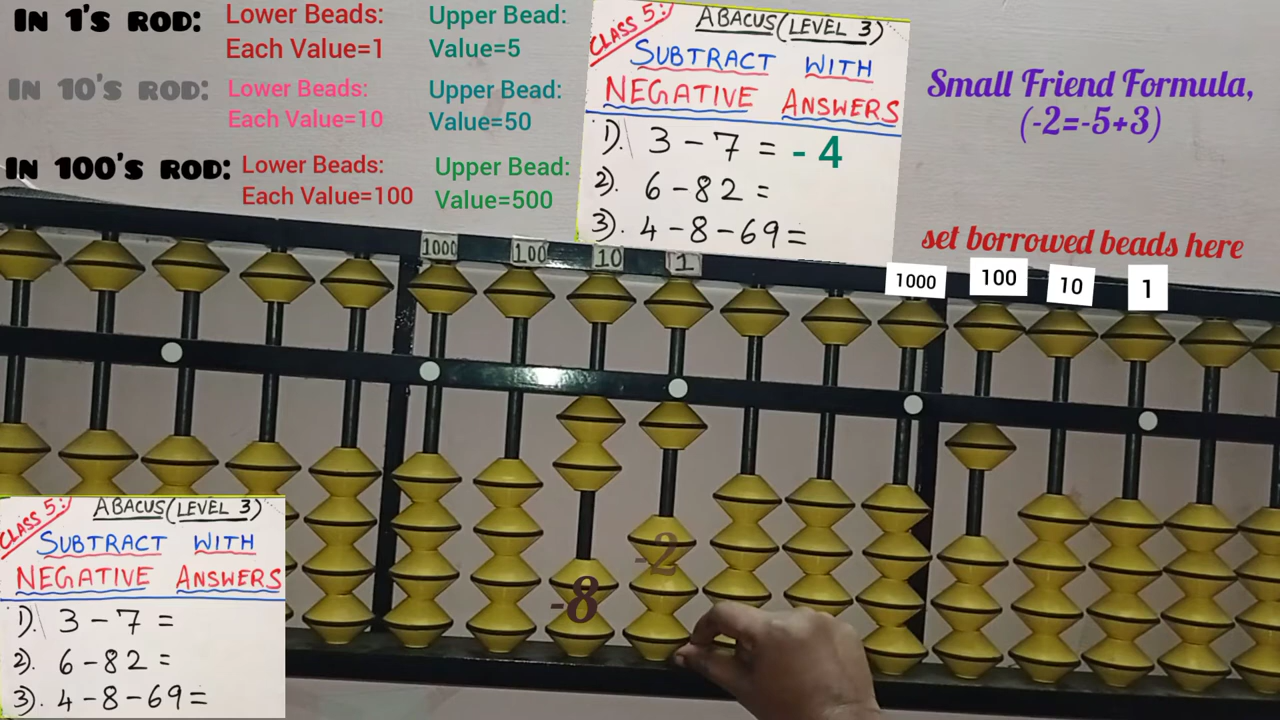 In 1's rod:
Lower Beads:
Each Value=1
Upper Bead:
Value=5
In 10's rod:
Lower Beads:
Each Value=10
Upper Bead:
Value=50
In 100's rod:
Lower Beads:
Each Value=100
Upper Bead:
Value=500
CLASS 5:
ABACUS (LEVEL 3)
SUBTRACT WITH
NEGATIVE ANSWERS
1). 3 - 7 = - 4
2). 6 - 82 =
3). 4 - 8 - 69 =
Small Friend Formula,
(-2=-5+3)
set borrowed beads here
1000 100 10 1
1000 100 10 1
-2
-8
CLASS 5:
ABACUS (LEVEL 3)
SUBTRACT WITH
NEGATIVE ANSWERS
1). 3 - 7 =
2). 6 - 82 =
3). 4 - 8 - 69 =